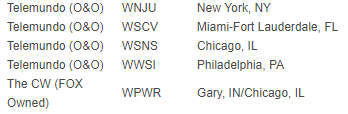 Telemundo (O&O) WNJU New York, NY
Telemundo (O&O) WSCV Miami-Fort Lauderdale, FL
Telemundo (O&O) WSNS Chicago, IL
Telemundo (O&O) WWSI Philadelphia, PA
The CW (FOX
Owned) WPWR Gary, IN/Chicago, IL